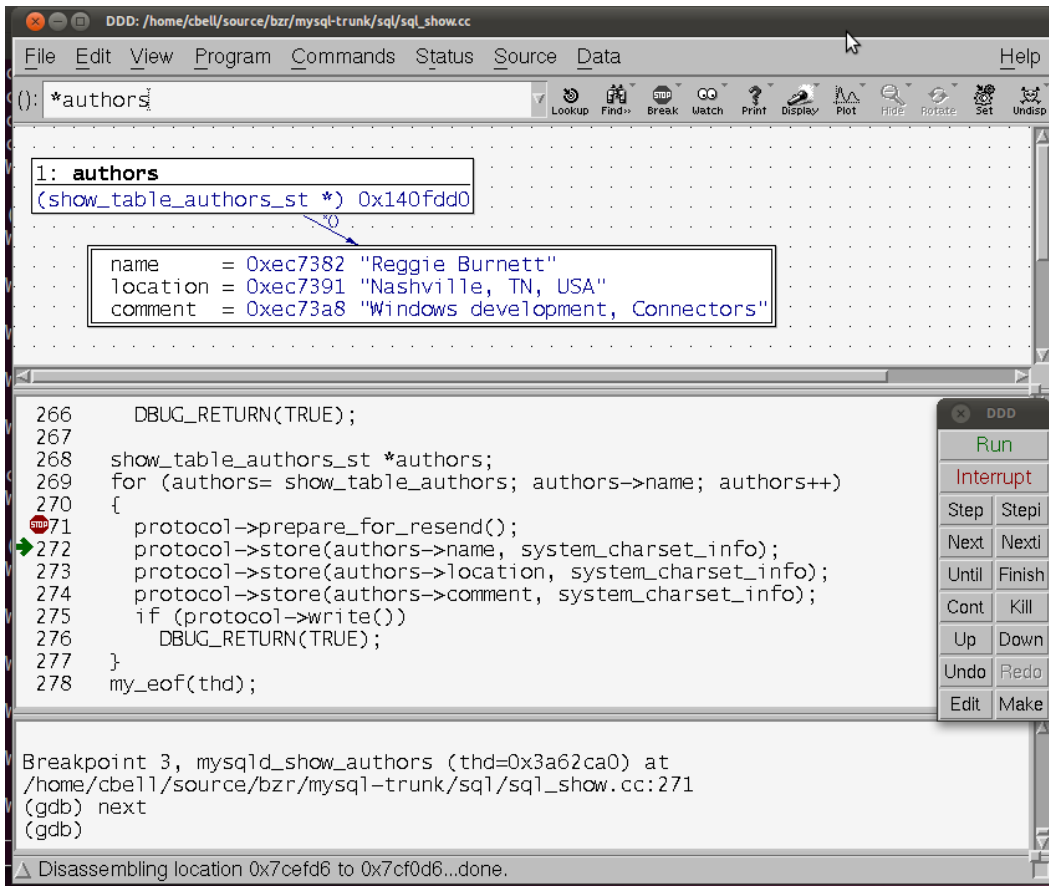 DDD: /home/cbell/source/bzr/mysql-trunk/sql/sql_show.cc
File Edit View Program Commands Status Source Data Help
(): *authors
Lookup Find» Break Watch Print Display Plot Hide Rotate Set Undisp
1: authors
(show_table_authors_st *) 0x140fdd0
*()
name = 0xec7382 "Reggie Burnett"
location = 0xec7391 "Nashville, TN, USA"
comment = 0xec73a8 "Windows development, Connectors"
266 DBUG_RETURN(TRUE);
267
268 show_table_authors_st *authors;
269 for (authors= show_table_authors; authors->name; authors++)
270 {
STOP 71 protocol->prepare_for_resend();
272 protocol->store(authors->name, system_charset_info);
273 protocol->store(authors->location, system_charset_info);
274 protocol->store(authors->comment, system_charset_info);
275 if (protocol->write())
276 DBUG_RETURN(TRUE);
277 }
278 my_eof(thd);
DDD
Run
Interrupt
Step Stepi
Next Nexti
Until Finish
Cont Kill
Up Down
Undo Redo
Edit Make
Breakpoint 3, mysqld_show_authors (thd=0x3a62ca0) at
/home/cbell/source/bzr/mysql-trunk/sql/sql_show.cc:271
(gdb) next
(gdb)
Disassembling location 0x7cefd6 to 0x7cf0d6...done.